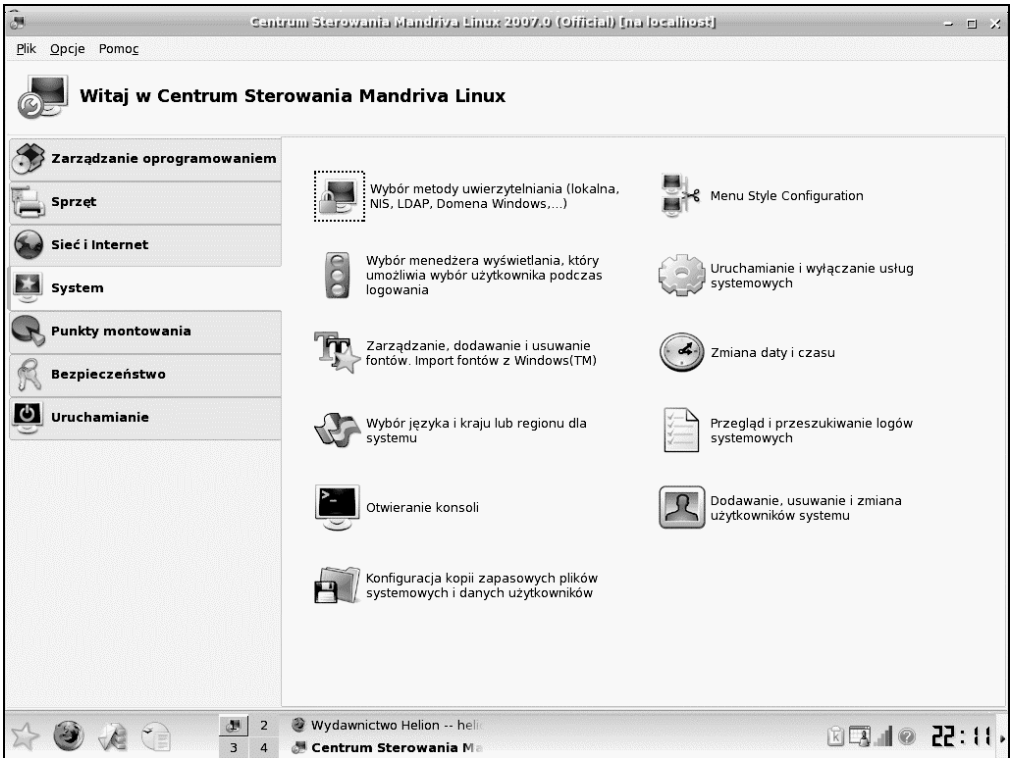 Centrum Sterowania Mandriva Linux 2007.0 (Official) [na localhost]
Plik Opcje Pomoc
Witaj w Centrum Sterowania Mandriva Linux
Zarządzanie oprogramowaniem
Sprzęt
Sieć i Internet
System
Punkty montowania
Bezpieczeństwo
Uruchamianie
Wybór metody uwierzytelniania (lokalna,
NIS, LDAP, Domena Windows,...)
Menu Style Configuration
Wybór menedżera wyświetlania, który
umożliwia wybór użytkownika podczas
logowania
Uruchamianie i wyłączanie usług
systemowych
Zarządzanie, dodawanie i usuwanie
fontów. Import fontów z Windows(TM)
Zmiana daty i czasu
Wybór języka i kraju lub regionu dla
systemu
Przegląd i przeszukiwanie logów
systemowych
Otwieranie konsoli
Dodawanie, usuwanie i zmiana
użytkowników systemu
Konfiguracja kopii zapasowych plików
systemowych i danych użytkowników
2
3 4
Wydawnictwo Helion -- heli
Centrum Sterowania Ma
22:11